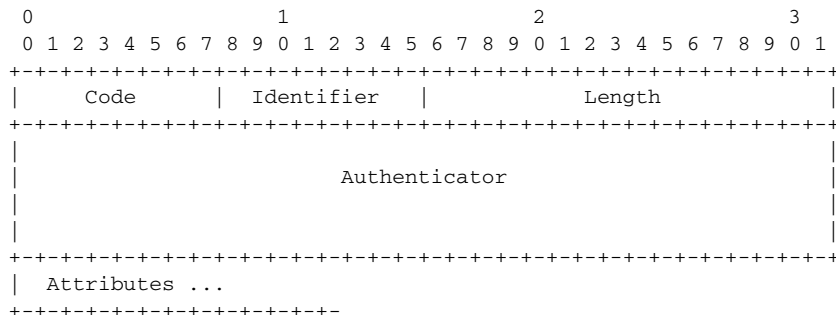 0                   1                   2                   3
 0 1 2 3 4 5 6 7 8 9 0 1 2 3 4 5 6 7 8 9 0 1 2 3 4 5 6 7 8 9 0 1
+-+-+-+-+-+-+-+-+-+-+-+-+-+-+-+-+-+-+-+-+-+-+-+-+-+-+-+-+-+-+-+-+
|     Code      |  Identifier   |            Length             |
+-+-+-+-+-+-+-+-+-+-+-+-+-+-+-+-+-+-+-+-+-+-+-+-+-+-+-+-+-+-+-+-+
|                                                               |
|                         Authenticator                         |
|                                                               |
|                                                               |
+-+-+-+-+-+-+-+-+-+-+-+-+-+-+-+-+-+-+-+-+-+-+-+-+-+-+-+-+-+-+-+-+
|  Attributes ...
+-+-+-+-+-+-+-+-+-+-+-+-+-